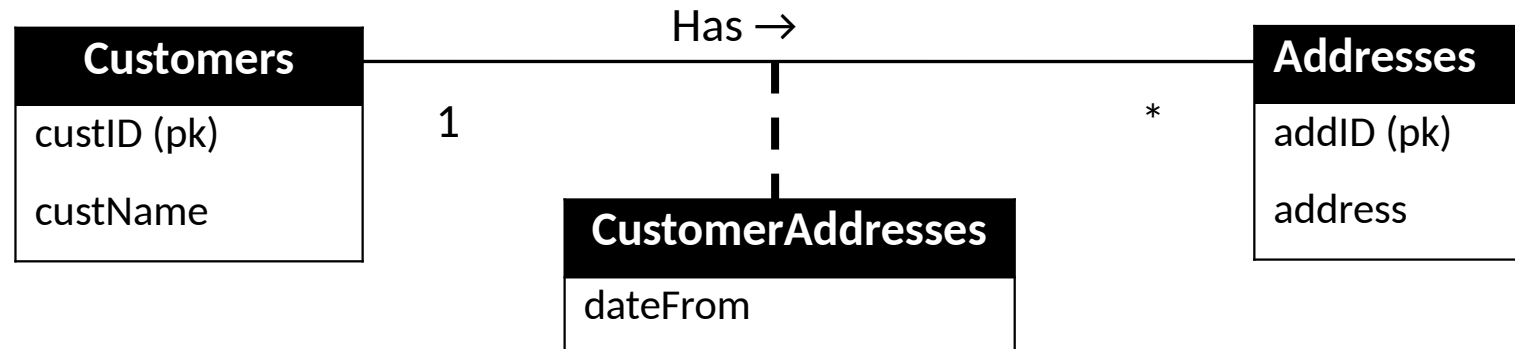 Has →
Customers
custID (pk)
custName
1
*
Addresses
addID (pk)
address
CustomerAddresses
dateFrom